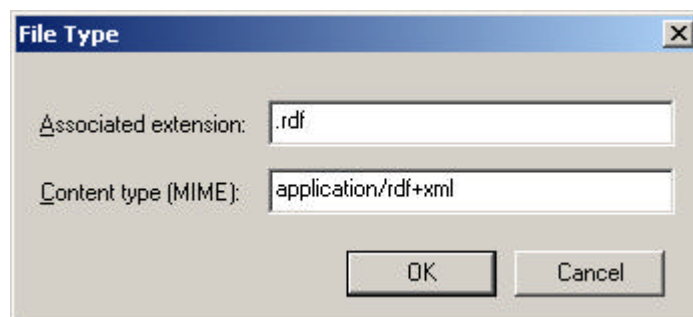 File Type
Associated extension: .rdf
Content type (MIME): application/rdf+xml
OK Cancel